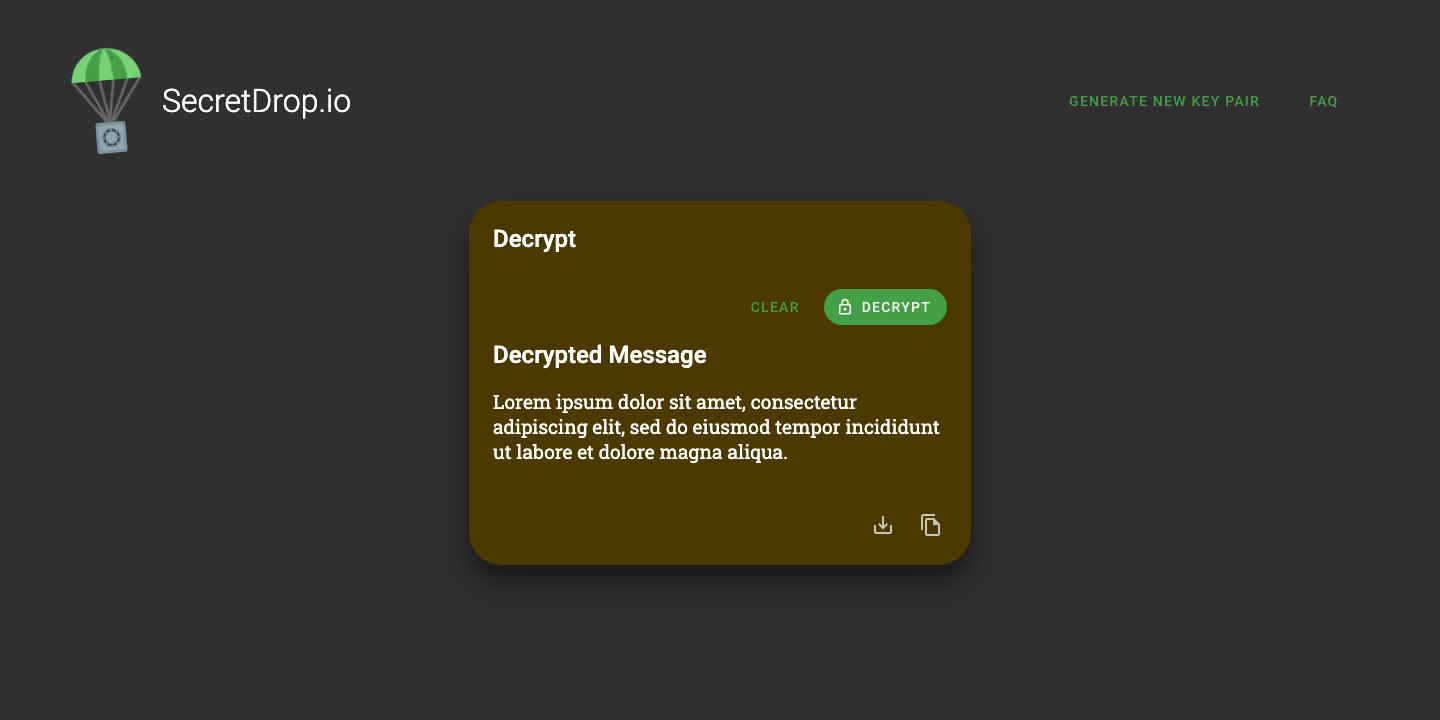 SecretDrop.io
GENERATE NEW KEY PAIR
FAQ
Decrypt
CLEAR
DECRYPT
Decrypted Message
Lorem ipsum dolor sit amet, consectetur
adipiscing elit, sed do eiusmod tempor incididunt
ut labore et dolore magna aliqua.